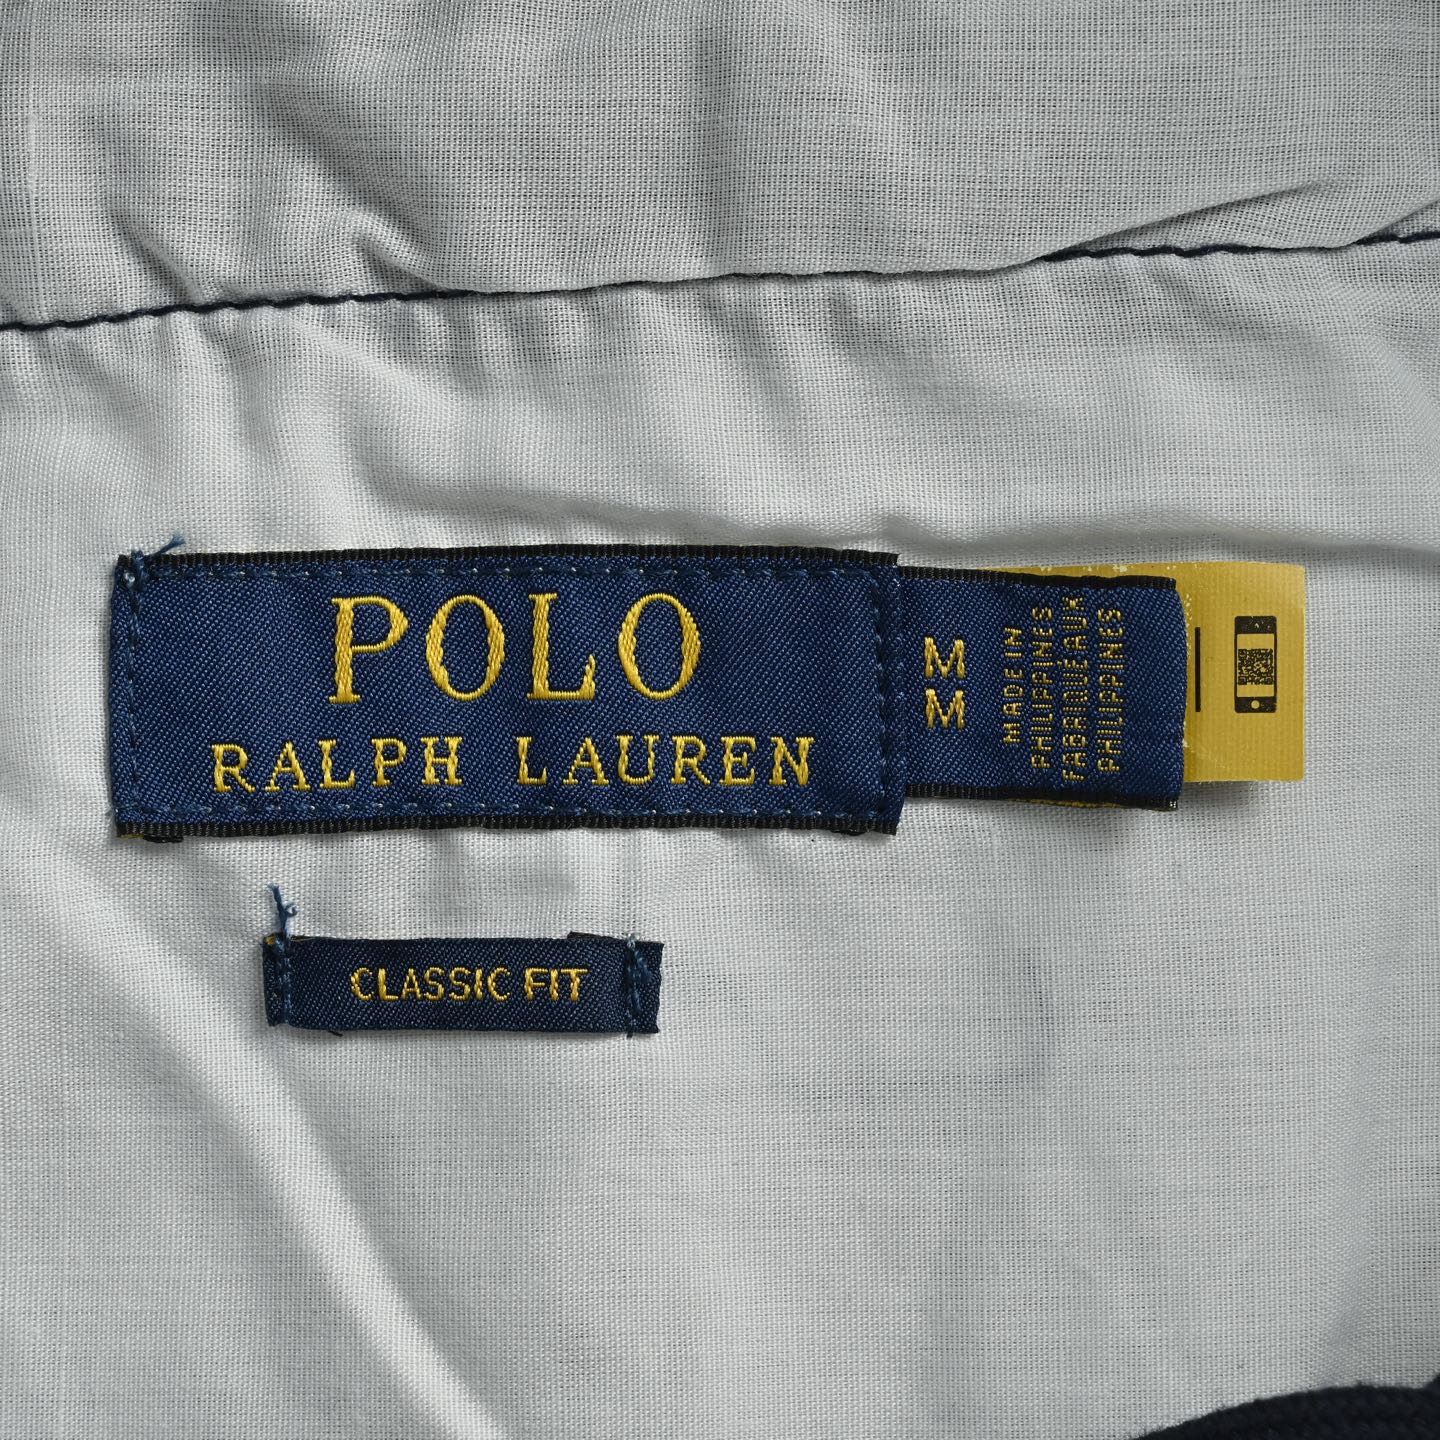 POLO
RALPH LAUREN
M
M
MADE IN
PHILIPPINES
FABRIQUÉ AUX
PHILIPPINES
CLASSIC FIT